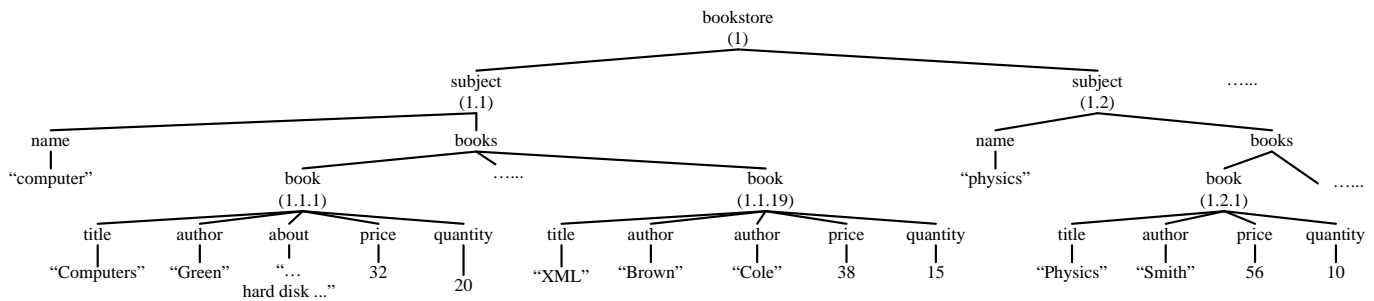 bookstore
(1)
subject subject …...
(1.1) (1.2)
name books name books
“computer” book …... book “physics” book …...
(1.1.1) (1.1.19) (1.2.1)
title author about price quantity title author author price quantity title author price quantity
“Computers” “Green” “… 32 20 “XML” “Brown” “Cole” 38 15 “Physics” “Smith” 56 10
hard disk ...”